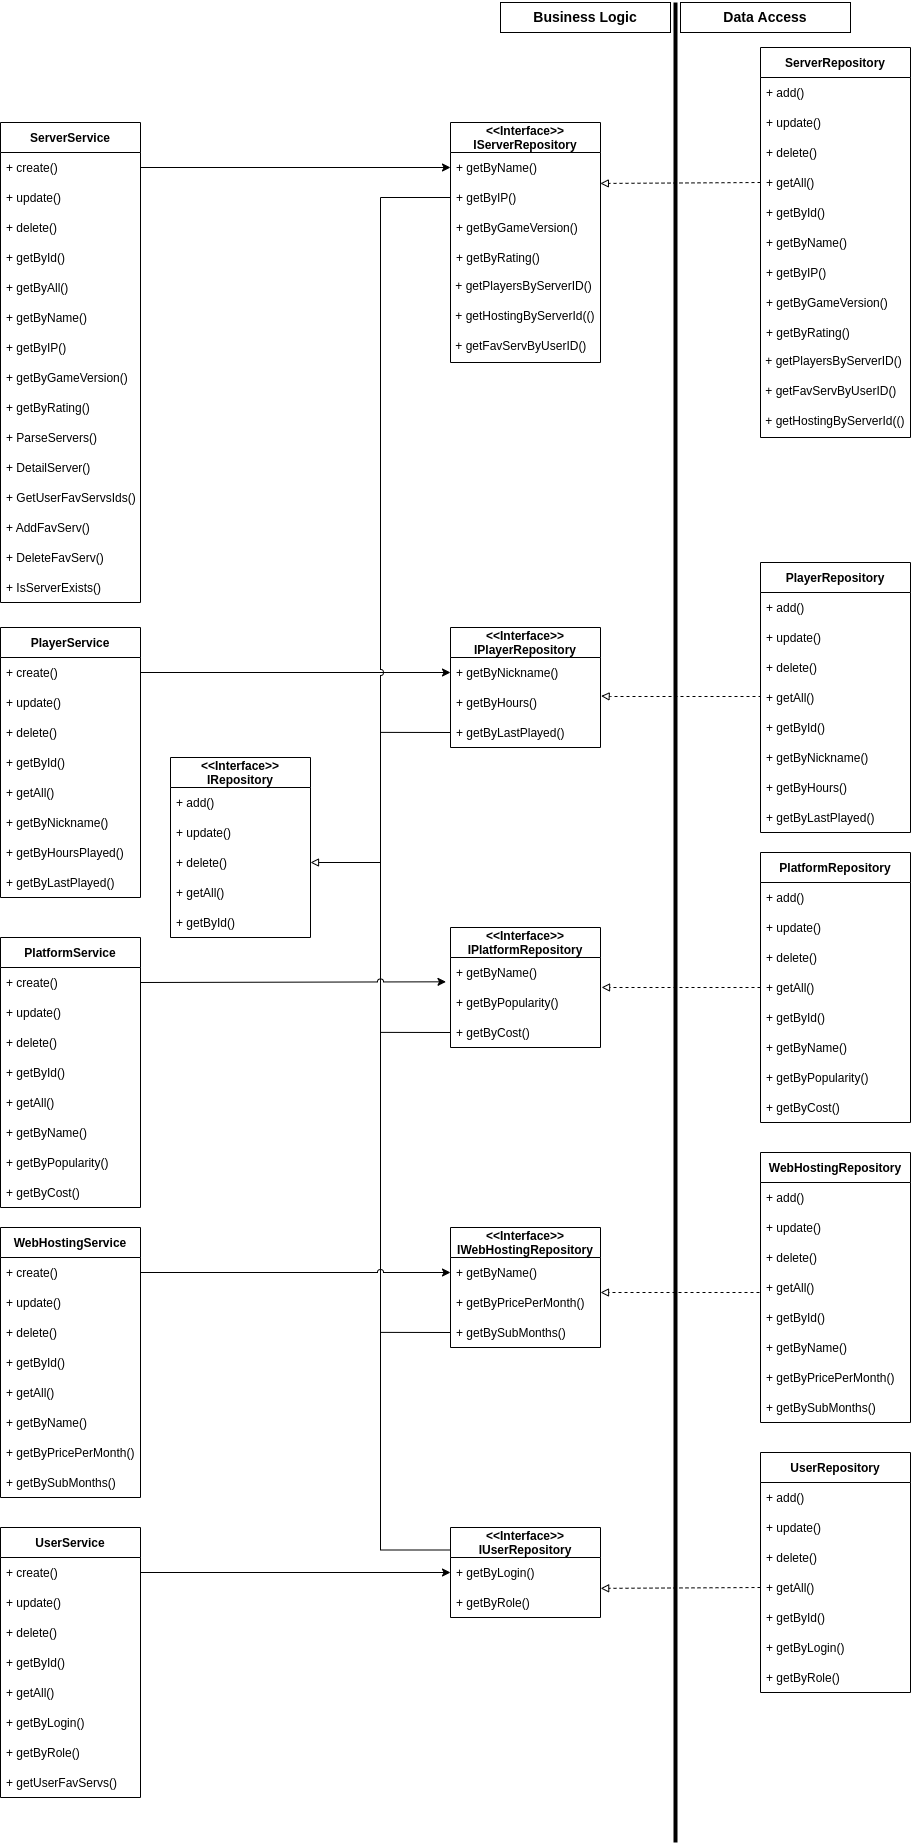 Business Logic
Data Access
ServerRepository
+ add()
+ update()
+ delete()
+ getAll()
+ getById()
+ getByName()
+ getByIP()
+ getByGameVersion()
+ getByRating()
+ getPlayersByServerID()
+ getFavServByUserID()
+ getHostingByServerId(()
ServerService
+ create()
+ update()
+ delete()
+ getById()
+ getByAll()
+ getByName()
+ getByIP()
+ getByGameVersion()
+ getByRating()
+ ParseServers()
+ DetailServer()
+ GetUserFavServsIds()
+ AddFavServ()
+ DeleteFavServ()
+ IsServerExists()
<<Interface>>
IServerRepository
+ getByName()
+ getByIP()
+ getByGameVersion()
+ getByRating()
+ getPlayersByServerID()
+ getHostingByServerId(()
+ getFavServByUserID()
PlayerService
+ create()
+ update()
+ delete()
+ getById()
+ getAll()
+ getByNickname()
+ getByHoursPlayed()
+ getByLastPlayed()
<<Interface>>
IPlayerRepository
+ getByNickname()
+ getByHours()
+ getByLastPlayed()
PlayerRepository
+ add()
+ update()
+ delete()
+ getAll()
+ getById()
+ getByNickname()
+ getByHours()
+ getByLastPlayed()
<<Interface>>
IRepository
+ add()
+ update()
+ delete()
+ getAll()
+ getById()
PlatformService
+ create()
+ update()
+ delete()
+ getById()
+ getAll()
+ getByName()
+ getByPopularity()
+ getByCost()
<<Interface>>
IPlatformRepository
+ getByName()
+ getByPopularity()
+ getByCost()
PlatformRepository
+ add()
+ update()
+ delete()
+ getAll()
+ getById()
+ getByName()
+ getByPopularity()
+ getByCost()
WebHostingService
+ create()
+ update()
+ delete()
+ getById()
+ getAll()
+ getByName()
+ getByPricePerMonth()
+ getBySubMonths()
<<Interface>>
IWebHostingRepository
+ getByName()
+ getByPricePerMonth()
+ getBySubMonths()
WebHostingRepository
+ add()
+ update()
+ delete()
+ getAll()
+ getById()
+ getByName()
+ getByPricePerMonth()
+ getBySubMonths()
UserService
+ create()
+ update()
+ delete()
+ getById()
+ getAll()
+ getByLogin()
+ getByRole()
+ getUserFavServs()
<<Interface>>
IUserRepository
+ getByLogin()
+ getByRole()
UserRepository
+ add()
+ update()
+ delete()
+ getAll()
+ getById()
+ getByLogin()
+ getByRole()